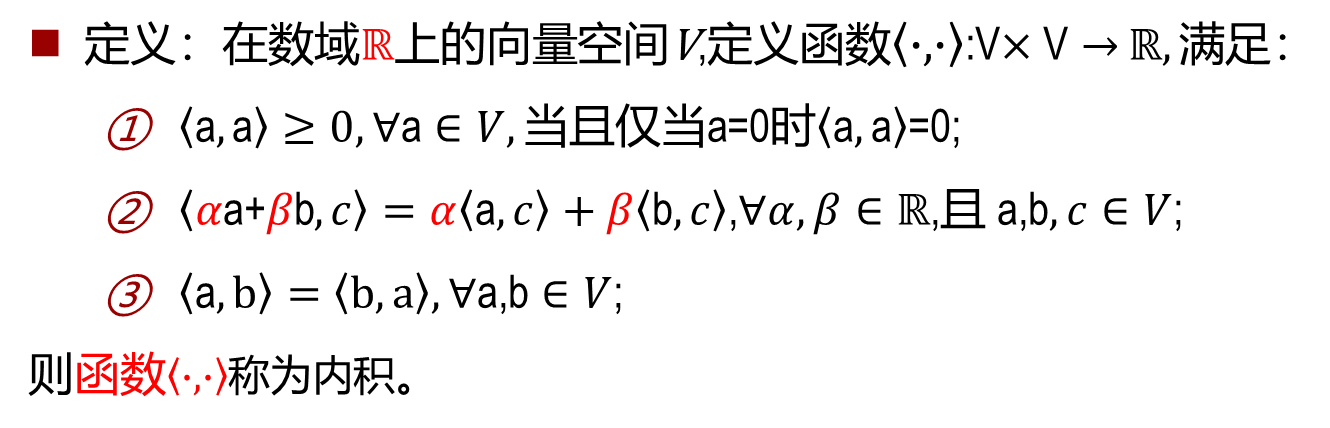 ■ 定义：在数域ℝ上的向量空间V,定义函数⟨·,·⟩:V× V → ℝ, 满足：
① ⟨a, a⟩ ≥ 0, ∀a ∈ V, 当且仅当a=0时⟨a, a⟩=0;
② ⟨αa+βb, c⟩ = α⟨a, c⟩ + β⟨b, c⟩,∀α, β ∈ ℝ,且 a,b, c ∈ V;
③ ⟨a, b⟩ = ⟨b, a⟩, ∀a,b ∈ V;
则函数⟨·,·⟩称为内积。